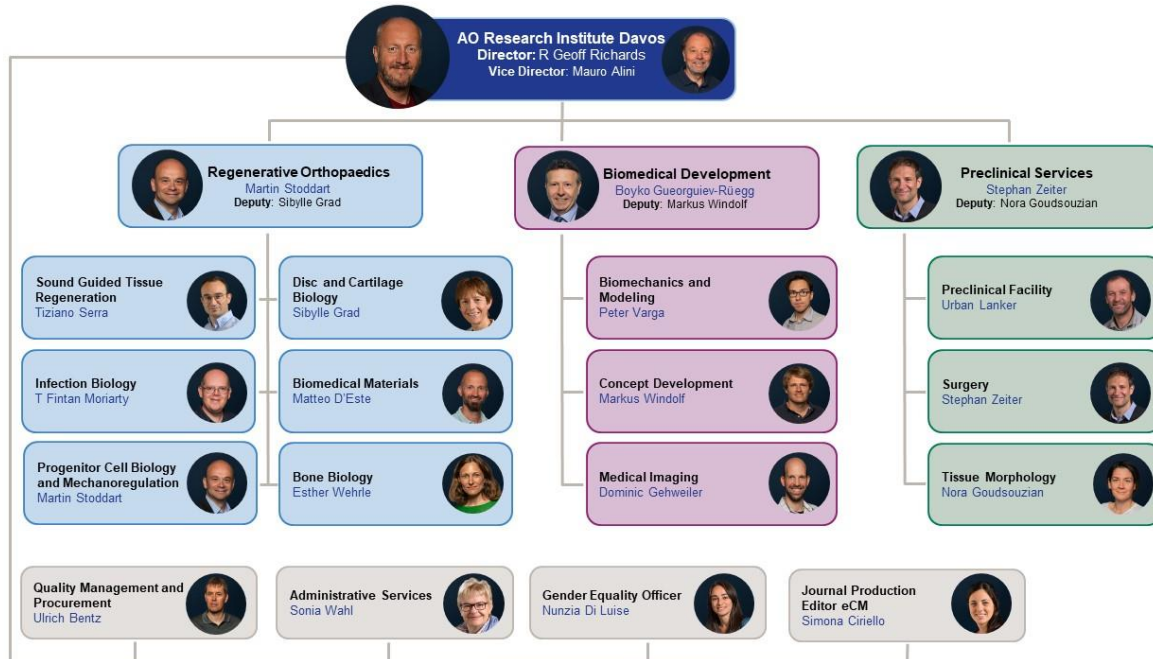 AO Research Institute Davos
Director: R Geoff Richards
Vice Director: Mauro Alini
Regenerative Orthopaedics
Martin Stoddart
Deputy: Sibylle Grad
Biomedical Development
Boyko Gueorguiev-Rüegg
Deputy: Markus Windolf
Preclinical Services
Stephan Zeiter
Deputy: Nora Goudsouzian
Sound Guided Tissue
Regeneration
Tiziano Serra
Disc and Cartilage
Biology
Sibylle Grad
Biomechanics and
Modeling
Peter Varga
Preclinical Facility
Urban Lanker
Infection Biology
T Fintan Moriarty
Biomedical Materials
Matteo D'Este
Concept Development
Markus Windolf
Surgery
Stephan Zeiter
Progenitor Cell Biology
and Mechanoregulation
Martin Stoddart
Bone Biology
Esther Wehrle
Medical Imaging
Dominic Gehweiler
Tissue Morphology
Nora Goudsouzian
Quality Management and
Procurement
Ulrich Bentz
Administrative Services
Sonia Wahl
Gender Equality Officer
Nunzia Di Luise
Journal Production
Editor eCM
Simona Ciriello